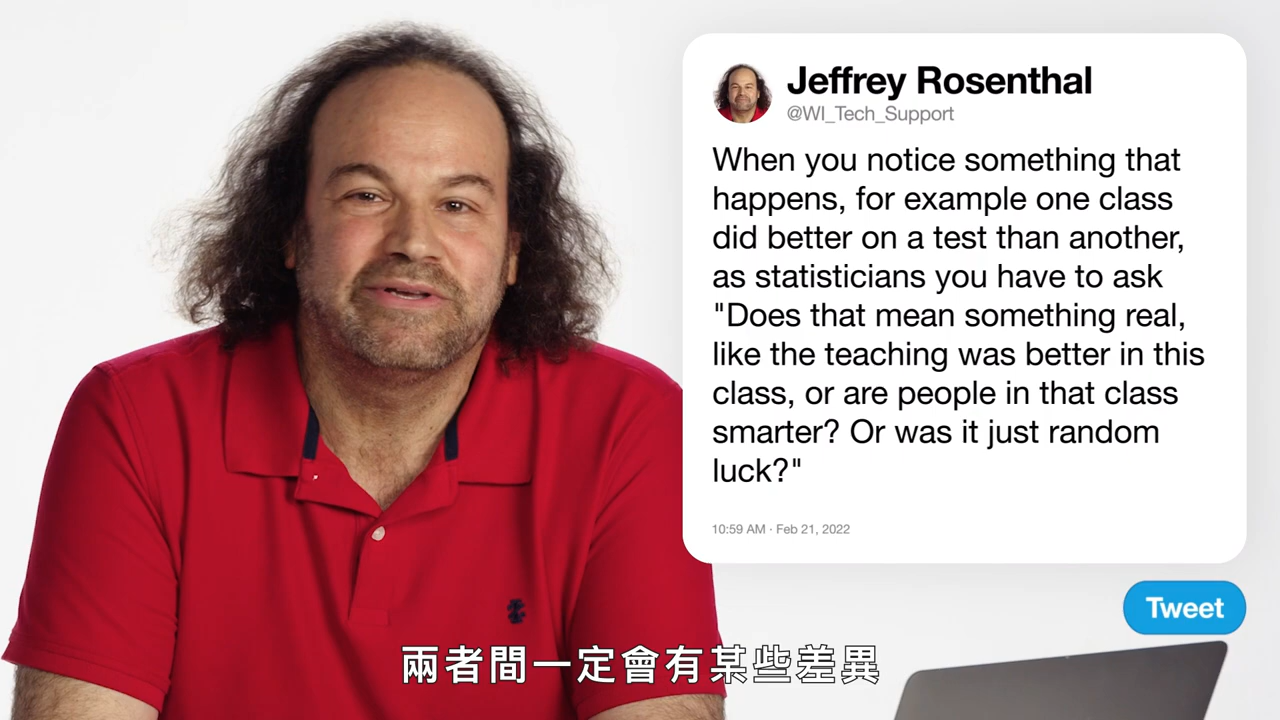 Jeffrey Rosenthal
@WI_Tech_Support
When you notice something that
happens, for example one class
did better on a test than another,
as statisticians you have to ask
"Does that mean something real,
like the teaching was better in this
class, or are people in that class
smarter? Or was it just random
luck?"
10:59 AM · Feb 21, 2022
Tweet
兩者間一定會有某些差異